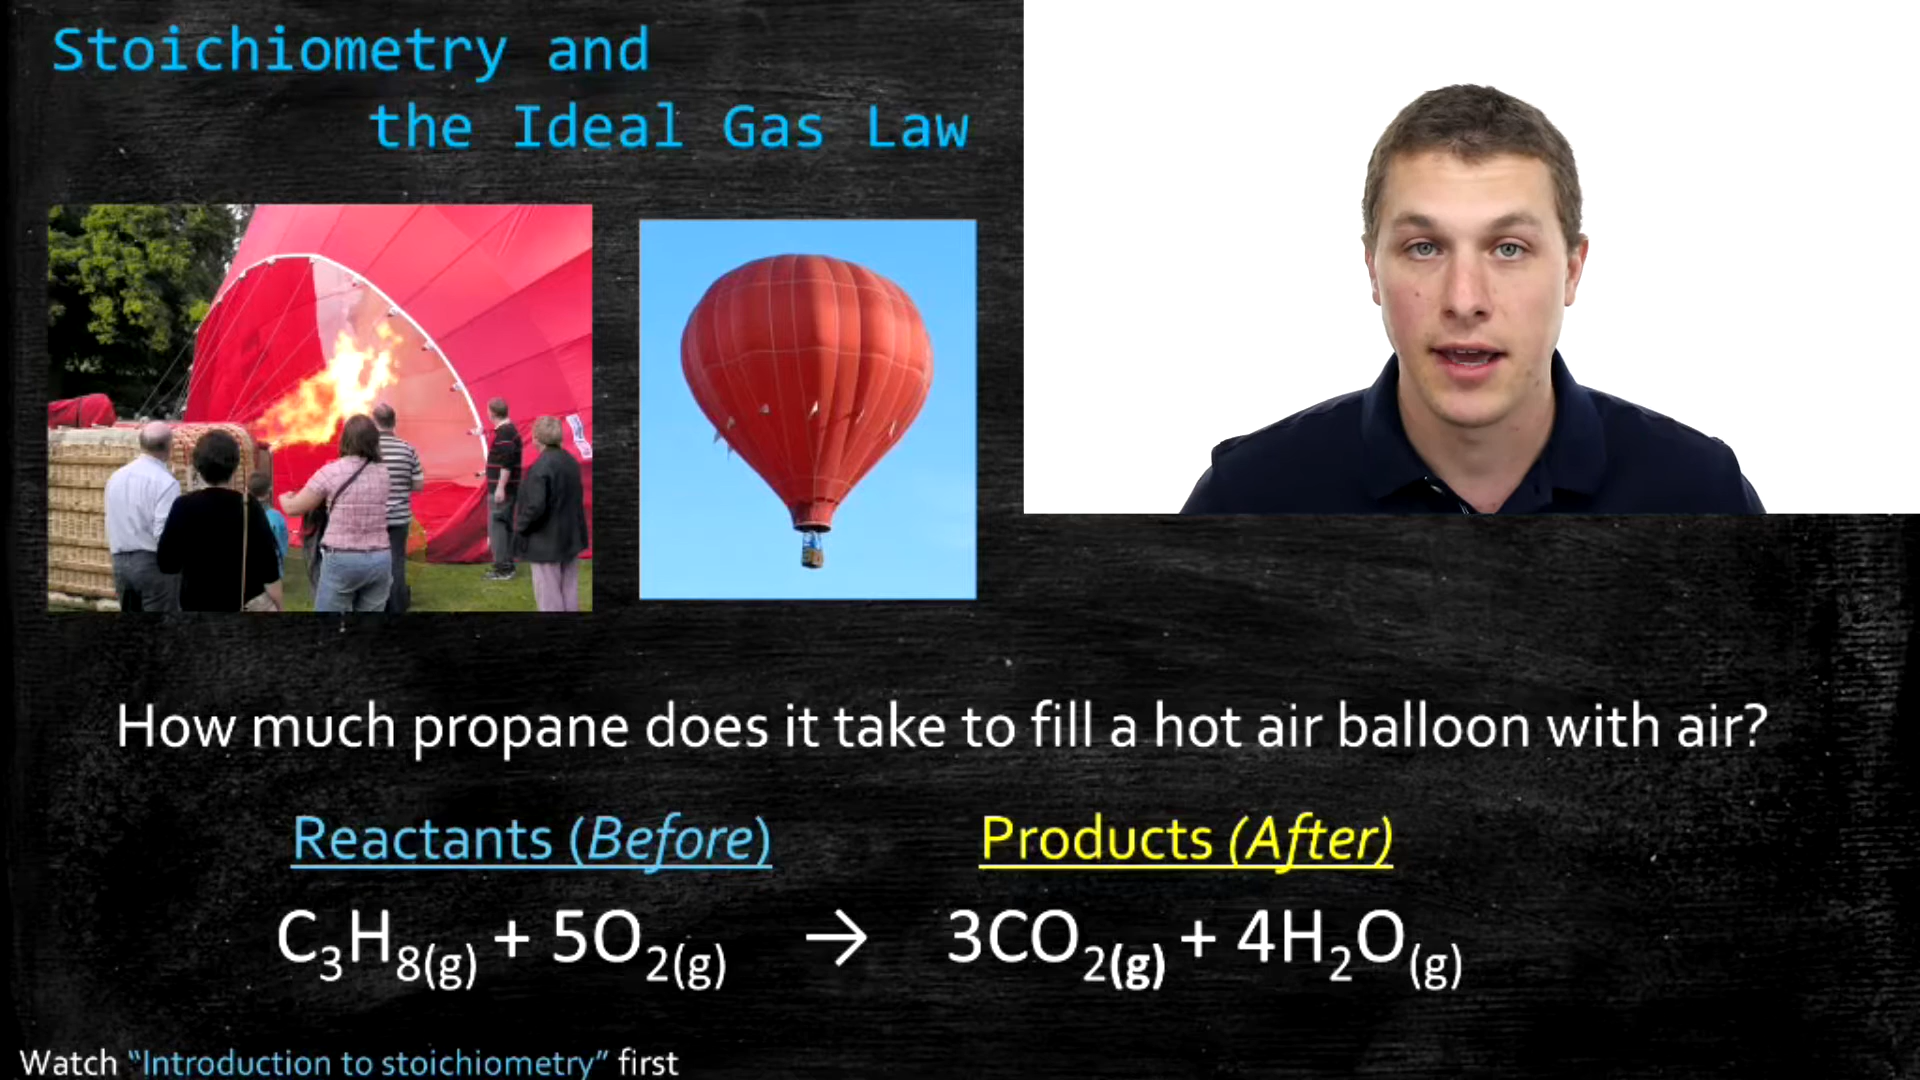 Stoichiometry and
the Ideal Gas Law
How much propane does it take to fill a hot air balloon with air?
Reactants (Before) Products (After)
C₃H₈(g) + 5O₂(g) → 3CO₂(g) + 4H₂O(g)
Watch “Introduction to stoichiometry” first